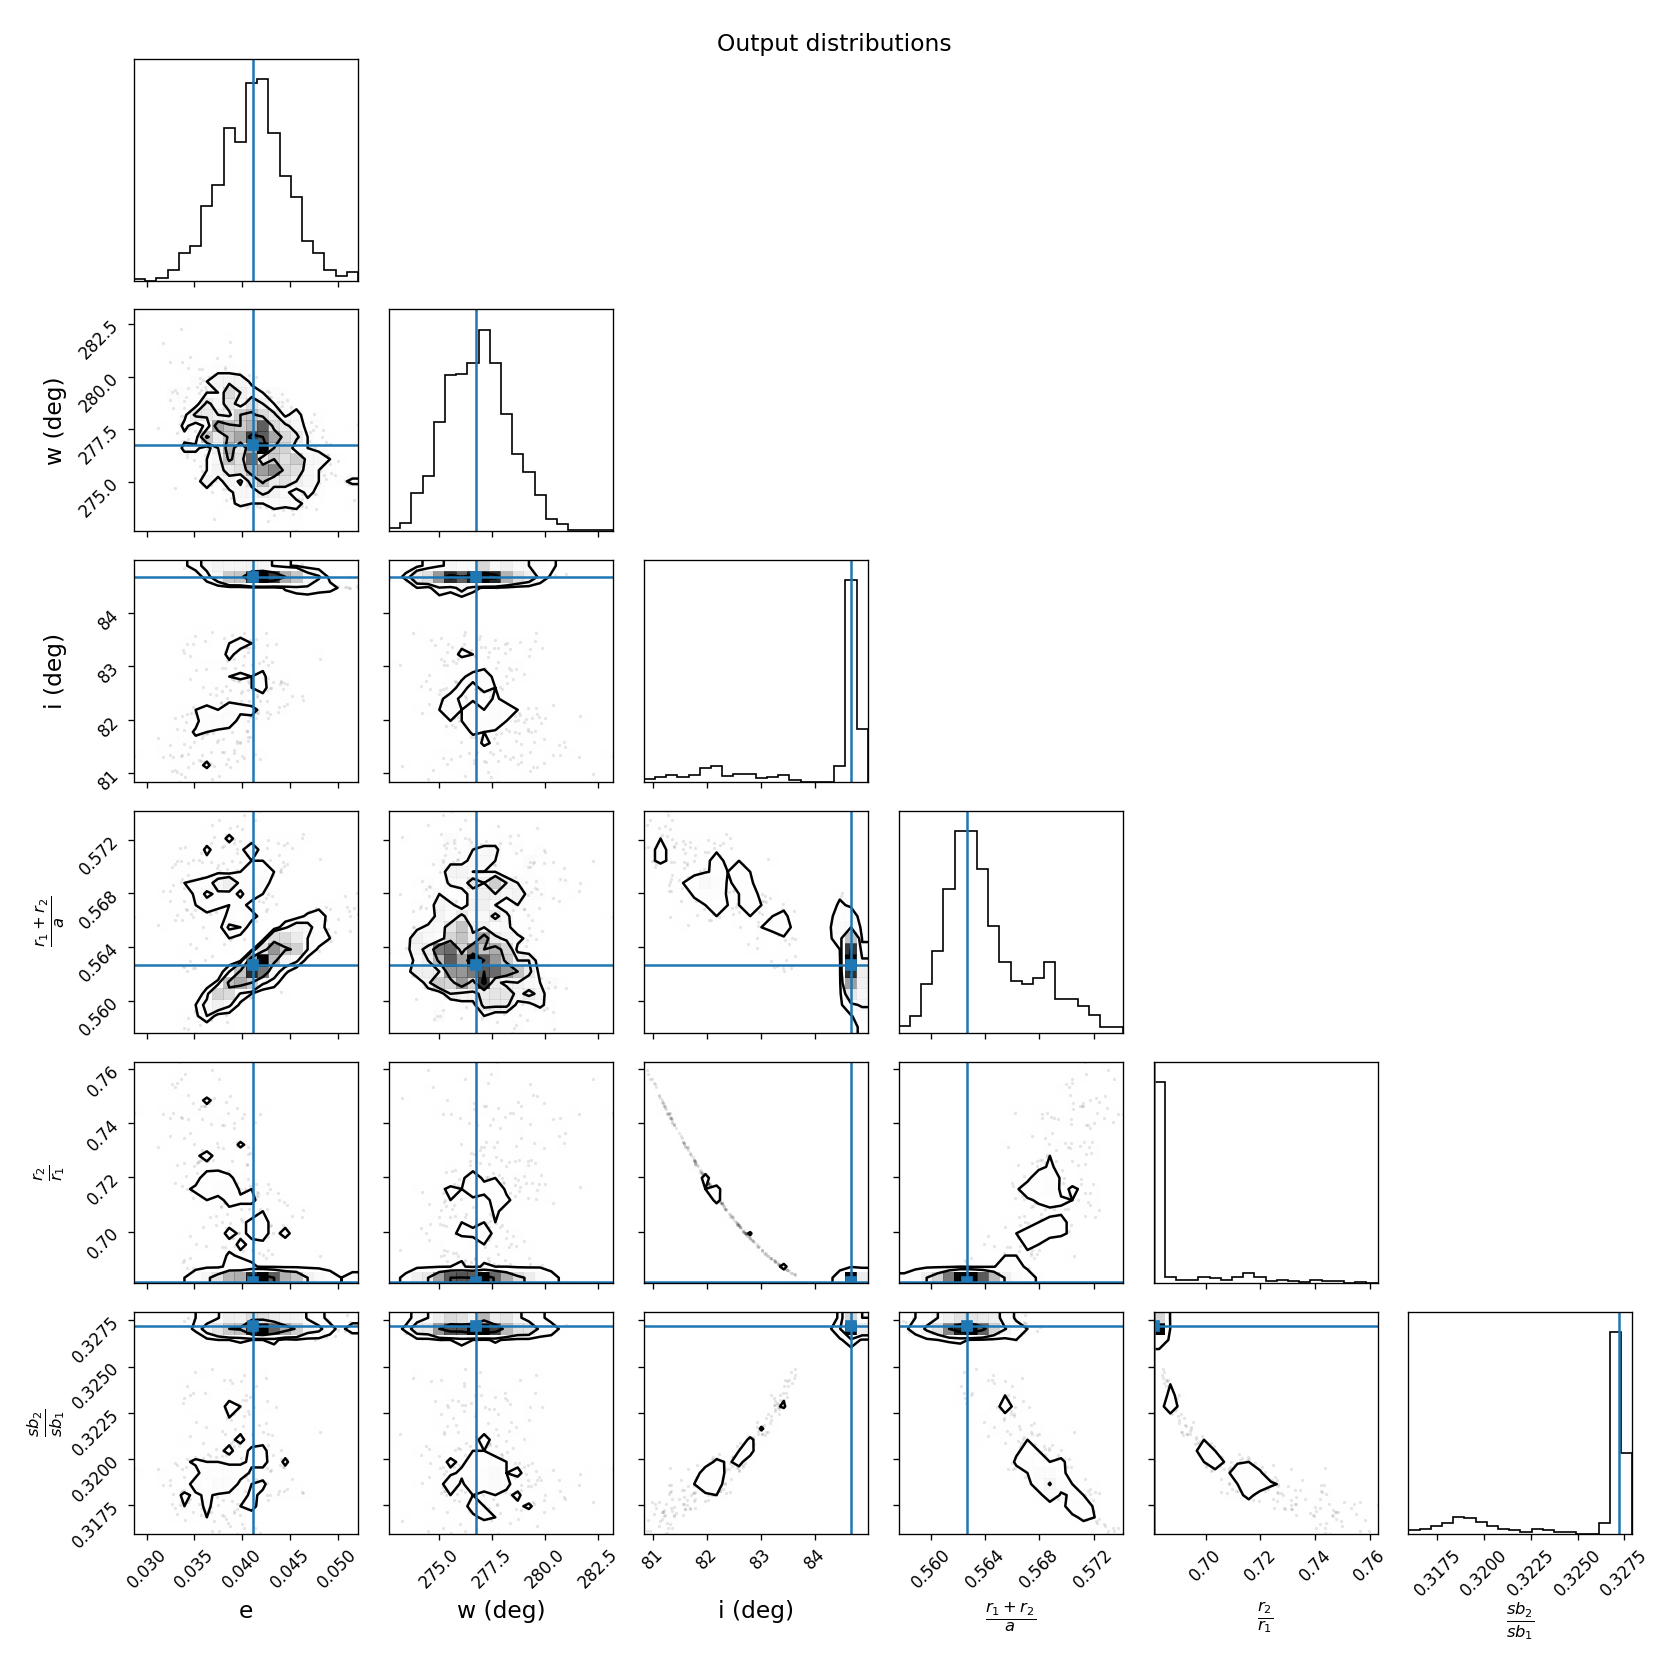 Output distributions
282.5
280.0
277.5
275.0
w (deg)
84
83
82
81
i (deg)
0.572
0.568
0.564
0.560
r₁ + r₂
a
0.76
0.74
0.72
0.70
r₂
r₁
0.3275
0.3250
0.3225
0.3200
0.3175
sb₂
sb₁
0.030 0.035 0.040 0.045 0.050 275.0 277.5 280.0 282.5 81 82 83 84 0.560 0.564 0.568 0.572 0.70 0.72 0.74 0.76 0.3175 0.3200 0.3225 0.3250 0.3275
e w (deg) i (deg)
r₁ + r₂ r₂ sb₂
a r₁ sb₁